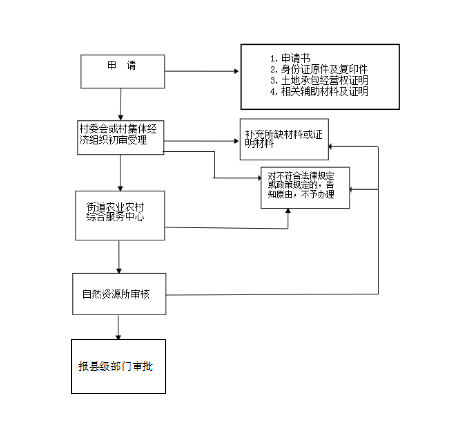 申 请
1. 申请书
2. 身份证原件及复印件
3. 土地承包经营权证明
4. 相关辅助材料及证明
村委会或村集体经
济组织初审受理
补充所缺材料或证
明材料
对不符合法律规定
或政策规定的，告
知原由，不予办理
街道农业农村
综合服务中心
自然资源所审核
报县级部门审批